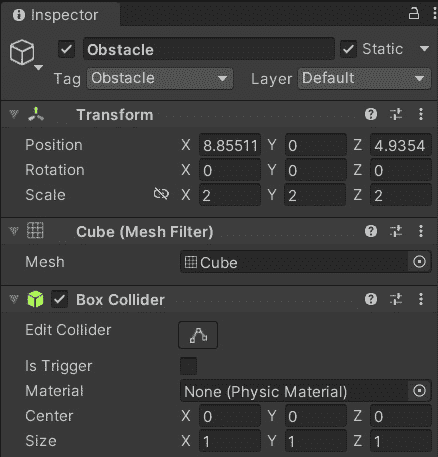 Inspector
Obstacle Static
Tag Obstacle Layer Default
Transform
Position X 8.85511 Y 0 Z 4.9354
Rotation X 0 Y 0 Z 0
Scale X 2 Y 2 Z 2
Cube (Mesh Filter)
Mesh Cube
Box Collider
Edit Collider
Is Trigger
Material None (Physic Material)
Center X 0 Y 0 Z 0
Size X 1 Y 1 Z 1